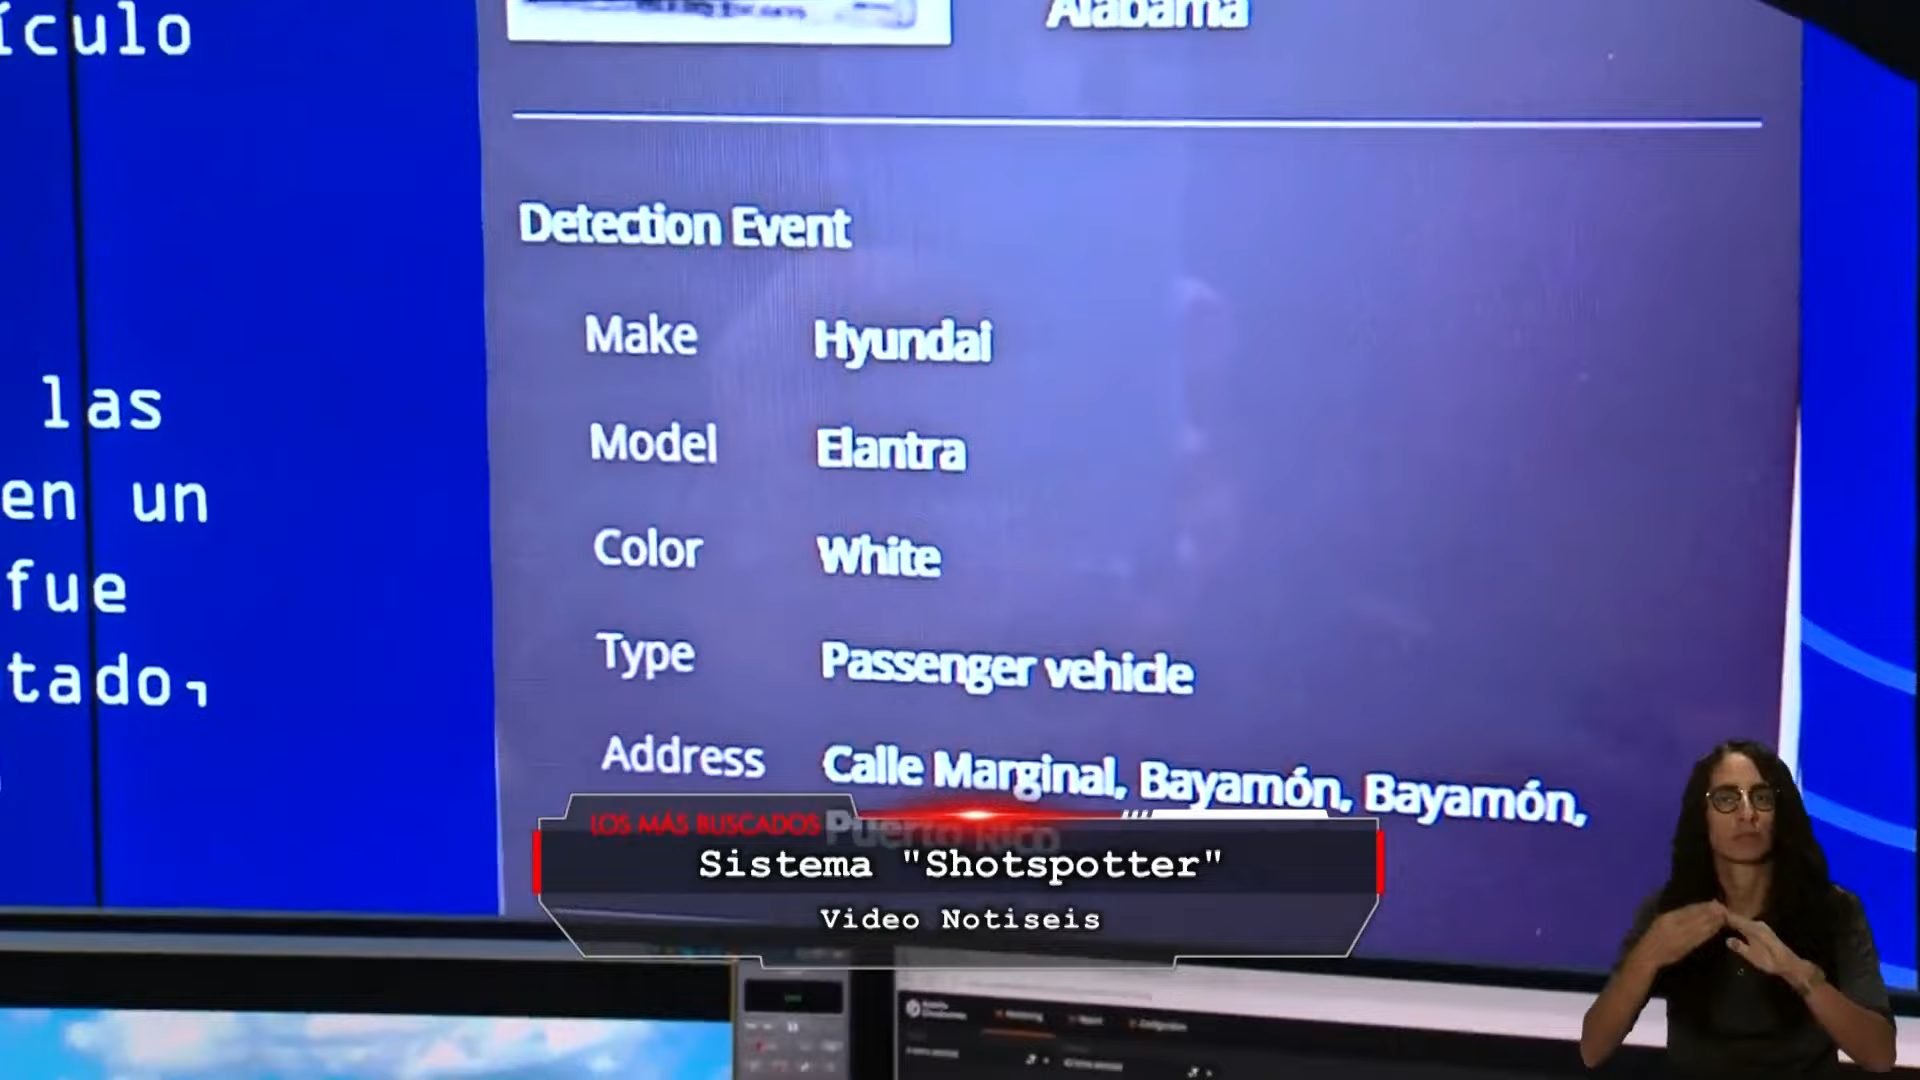 ículo
las
en un
fue
tado,
Alabama
Detection Event
Make Hyundai
Model Elantra
Color White
Type Passenger vehicle
Address Calle Marginal, Bayamón, Bayamón,
Puerto Rico
LOS MÁS BUSCADOS
Sistema "Shotspotter"
Video Notiseis